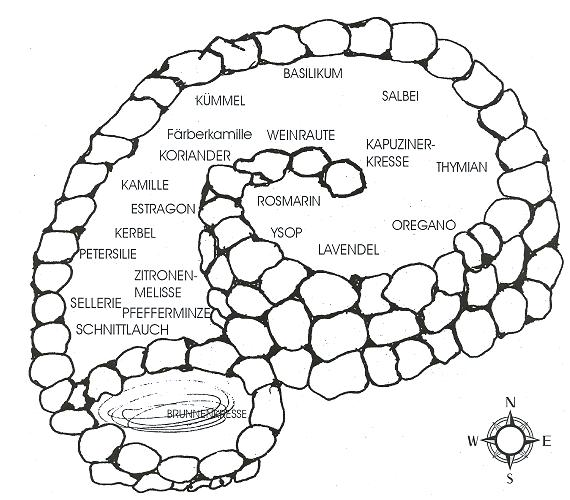 BASILIKUM
KÜMMEL
SALBEI
Färberkamille
WEINRAUTE
KORIANDER
KAPUZINER-
KRESSE
THYMIAN
KAMILLE
ESTRAGON
ROSMARIN
KERBEL
YSOP
OREGANO
PETERSILIE
LAVENDEL
ZITRONEN-
MELISSE
SELLERIE
PFEFFERMINZE
SCHNITTLAUCH
BRUNNENKRESSE
N
W
E
S